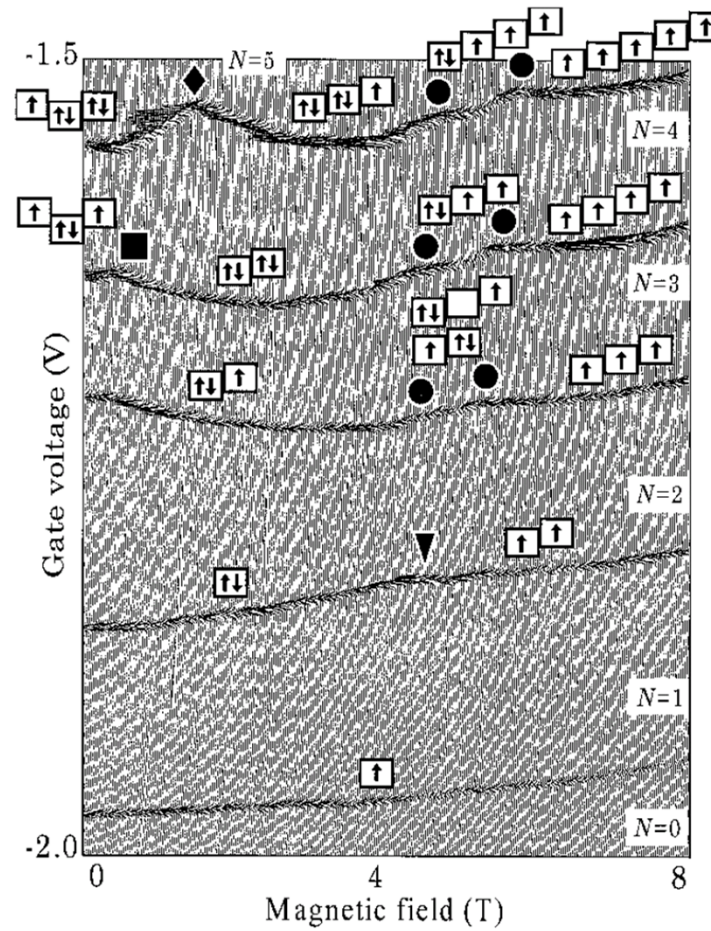 -1.5
N=5
N=4
N=3
N=2
N=1
N=0
-2.0
Gate voltage (V)
0 4 8
Magnetic field (T)